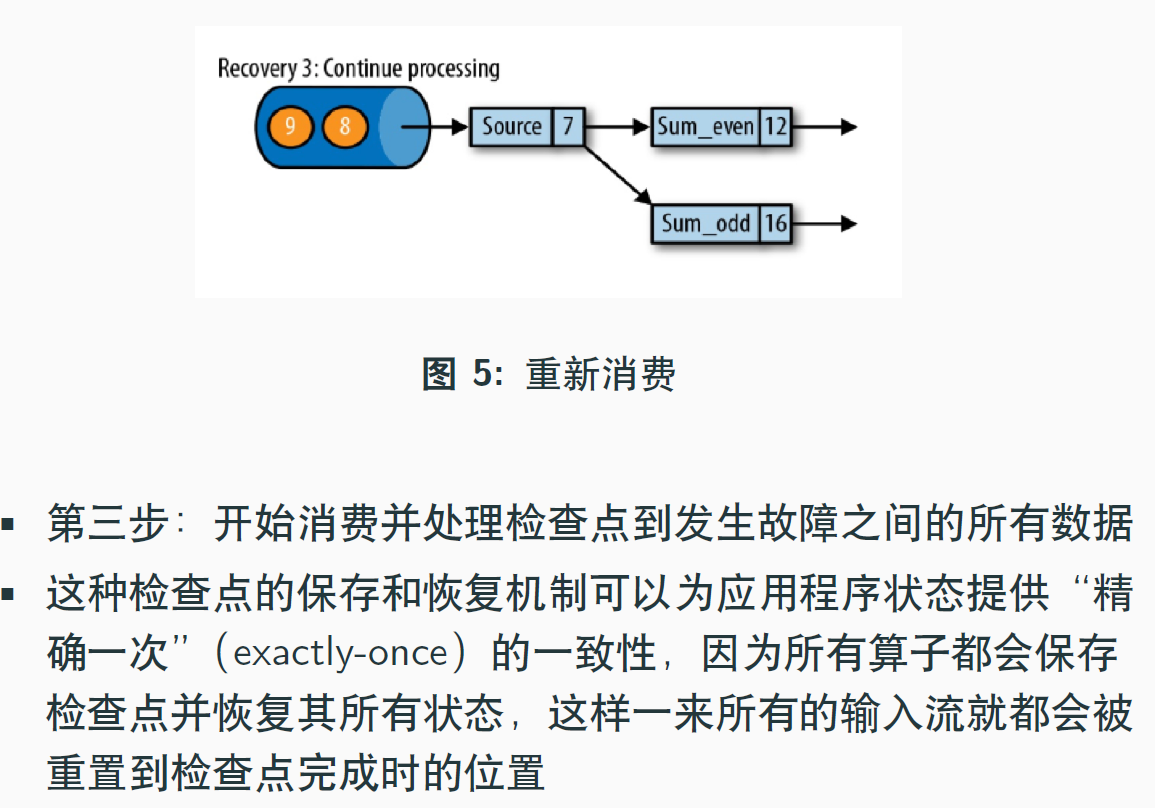 Recovery 3: Continue processing
9 8 Source 7 Sum_even 12
Sum_odd 16
图 5: 重新消费
▪ 第三步：开始消费并处理检查点到发生故障之间的所有数据
▪ 这种检查点的保存和恢复机制可以为应用程序状态提供“精
确一次”（exactly-once）的一致性，因为所有算子都会保存
检查点并恢复其所有状态，这样一来所有的输入流就都会被
重置到检查点完成时的位置